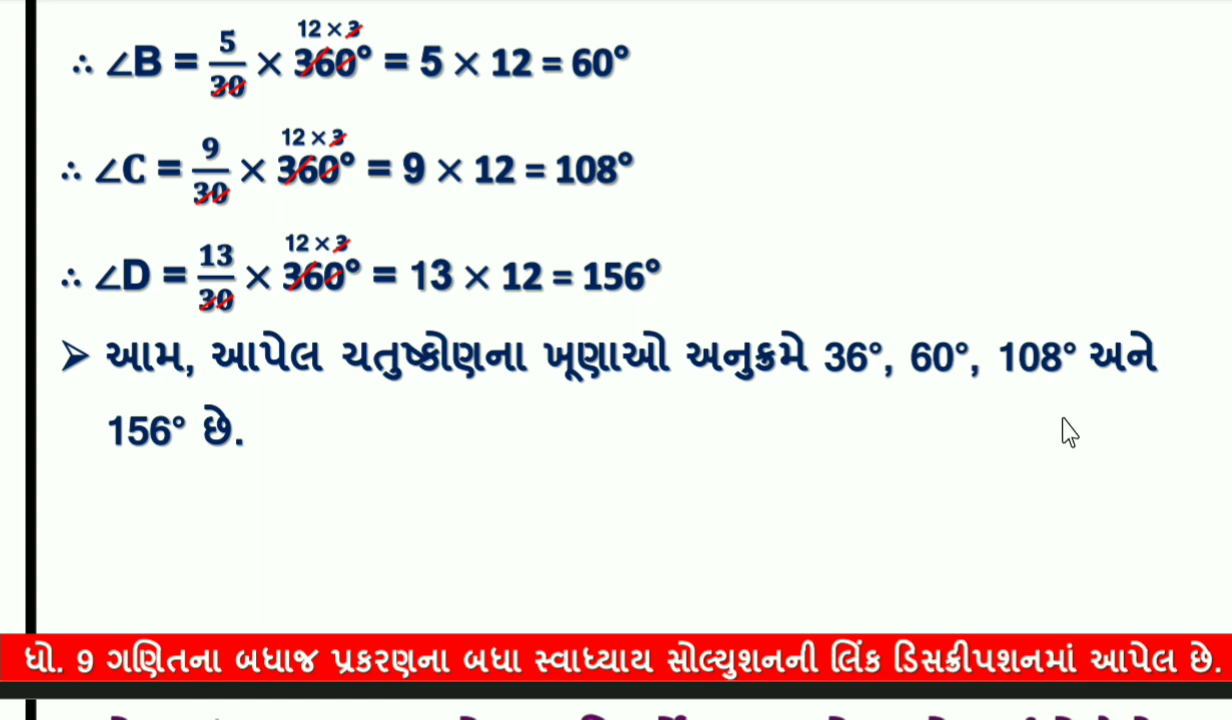 ∴ ∠B = 5/30 × 360° = 5 × 12 = 60°
12 × 3
∴ ∠C = 9/30 × 360° = 9 × 12 = 108°
12 × 3
∴ ∠D = 13/30 × 360° = 13 × 12 = 156°
12 × 3
➢ આમ, આપેલ ચતુષ્કોણના ખૂણાઓ અનુક્રમે 36°, 60°, 108° અને
156° છે.
ધો. 9 ગણિતના બધાજ પ્રકરણના બધા સ્વાધ્યાય સોલ્યુશનની લિંક ડિસક્રીપશનમાં આપેલ છે.